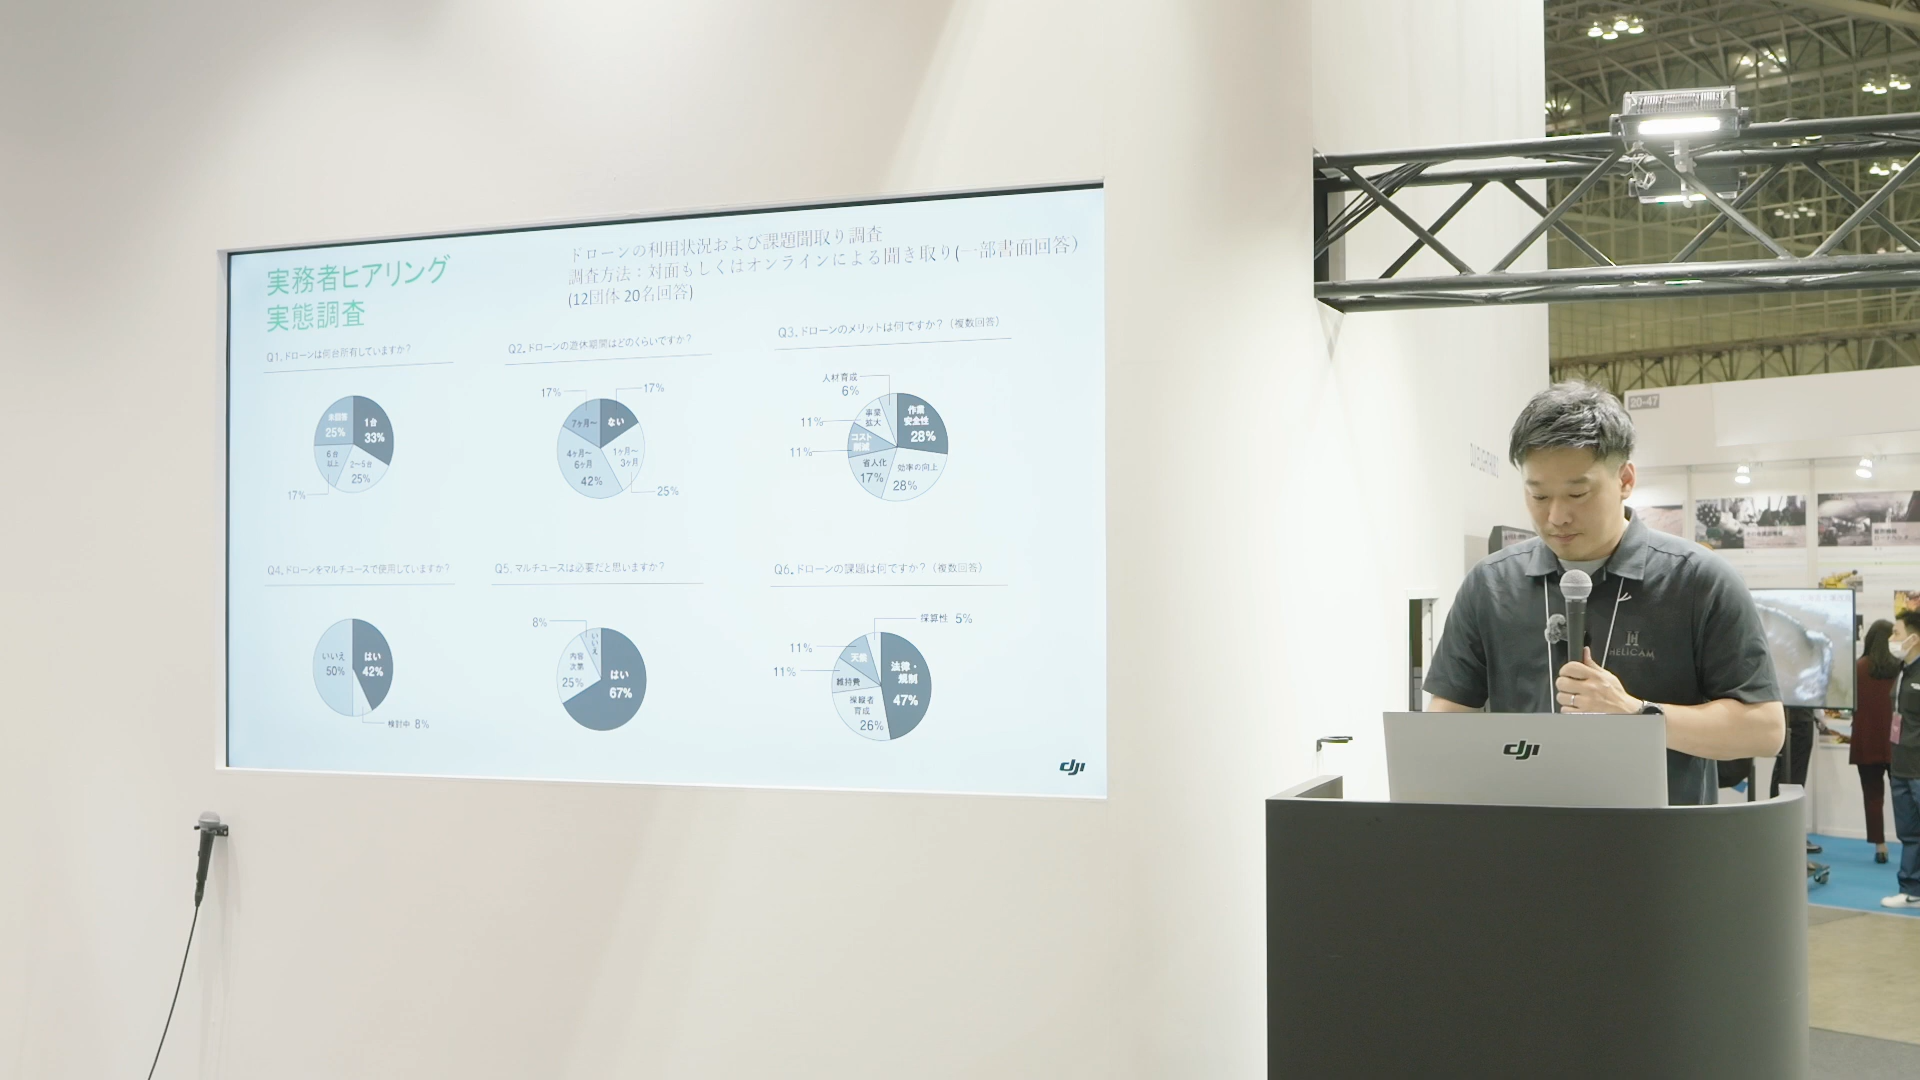 実務者ヒアリング
実態調査
ドローンの利用状況および課題聞取り調査
調査方法：対面もしくはオンラインによる聞き取り(一部書面回答)
(12団体 20名回答)
Q1. ドローンは何台所有していますか?
1台
33%
2〜5台
25%
6台
以上
17%
未回答
25%
Q2. ドローンの遊休期間はどのくらいですか?
17%
ない
1ヶ月〜
3ヶ月
25%
4ヶ月〜
6ヶ月
42%
7ヶ月〜
17%
Q3. ドローンのメリットは何ですか?（複数回答）
作業
安全性
28%
効率の向上
28%
省人化
17%
コスト
削減
11%
事業
拡大
11%
人材育成
6%
Q4. ドローンをマルチユースで使用していますか?
はい
42%
検討中 8%
いいえ
50%
Q5. マルチユースは必要だと思いますか?
はい
67%
内容
次第
25%
いいえ
8%
Q6. ドローンの課題は何ですか?（複数回答）
法律・
規制
47%
操縦者
育成
26%
維持費
11%
天候
11%
採算性 5%
dji
20-47
HELICAM
dji